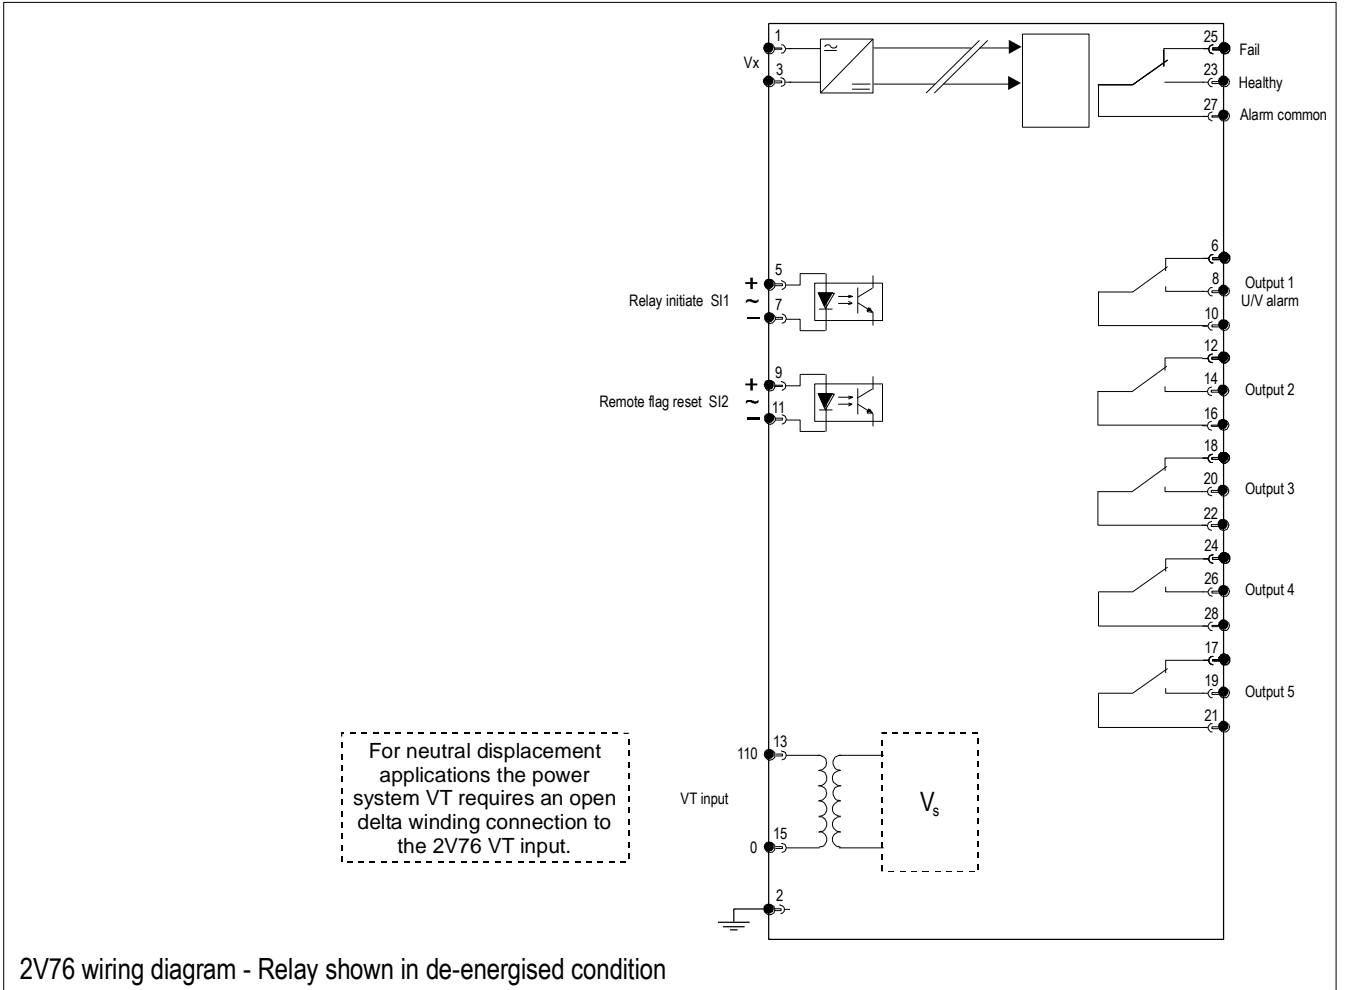 1
Vx
3
25
Fail
23
Healthy
27
Alarm common
+
5
Relay initiate SI1
~
7
–
+
9
Remote flag reset SI2
~
11
–
6
8
Output 1
U/V alarm
10
12
14
Output 2
16
18
20
Output 3
22
24
26
Output 4
28
17
19
Output 5
21
For neutral displacement
applications the power
system VT requires an open
delta winding connection to
the 2V76 VT input.
13
110
VT input
15
0
Vs
2
2V76 wiring diagram - Relay shown in de-energised condition